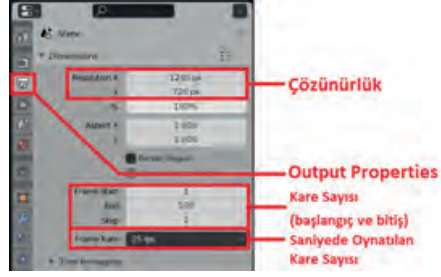 Scene
Dimensions
Resolution X 1280 px
Y 720 px
% 100%
Aspect X 1.000
Y 1.000
Render Region
Frame Start 1
End
Step 1
Frame Rate 25 fps
Time Remapping
Çözünürlük
Output Properties
Kare Sayısı
(başlangıç ve bitiş)
Saniyede Oynatılan
Kare Sayısı